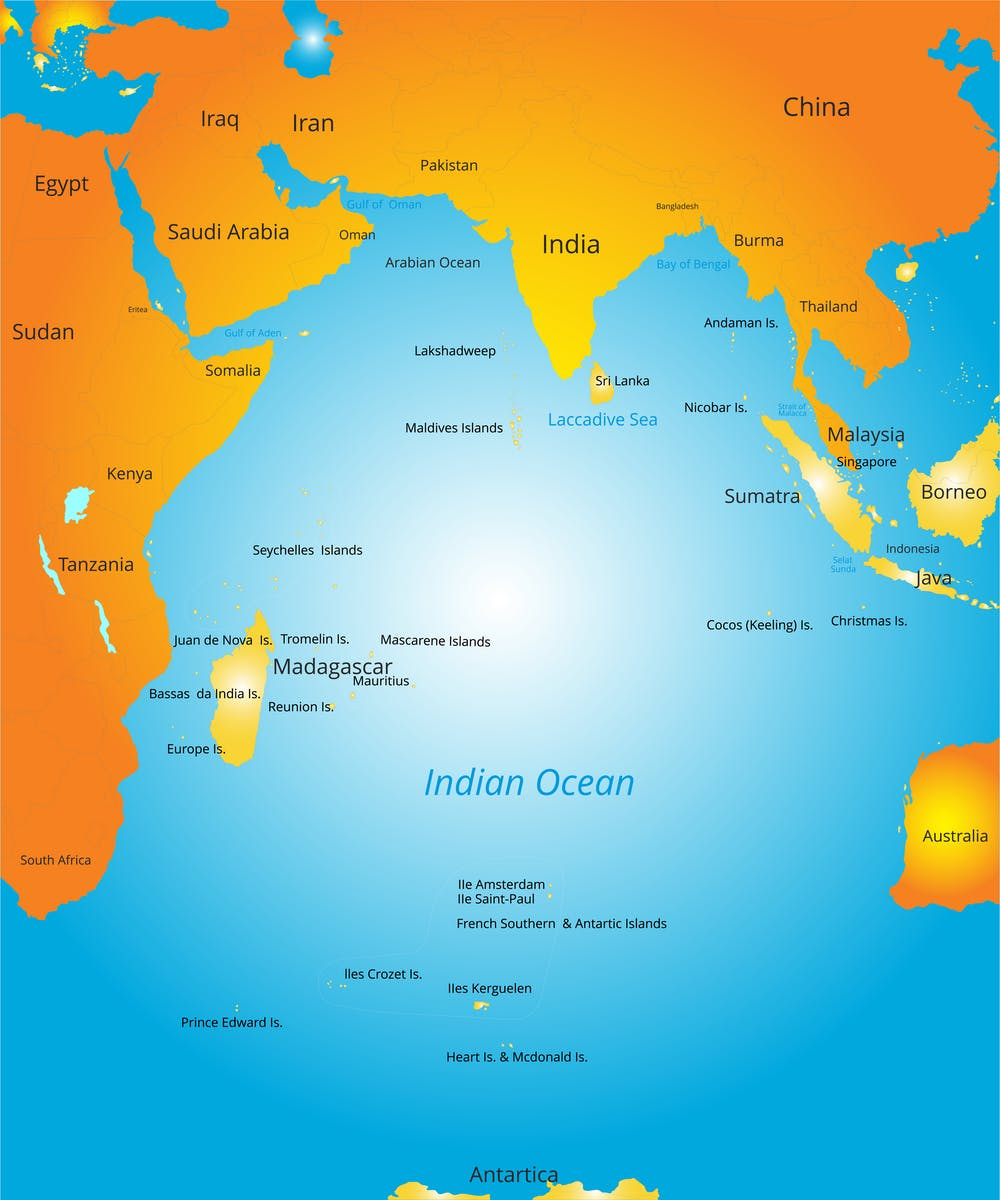 China
Iraq
Iran
Pakistan
Egypt
Gulf of Oman
Bangladesh
Saudi Arabia
Oman
India
Burma
Arabian Ocean
Bay of Bengal
Eritea
Thailand
Sudan
Gulf of Aden
Andaman Is.
Lakshadweep
Somalia
Sri Lanka
Nicobar Is.
Strait of
Malacca
Laccadive Sea
Maldives Islands
Malaysia
Singapore
Kenya
Sumatra
Borneo
Seychelles Islands
Indonesia
Tanzania
Selat
Sunda
Java
Cocos (Keeling) Is.
Christmas Is.
Juan de Nova Is.
Tromelin Is.
Mascarene Islands
Madagascar
Mauritius
Bassas da India Is.
Reunion Is.
Europe Is.
Indian Ocean
Australia
South Africa
Ile Amsterdam
Ile Saint-Paul
French Southern & Antartic Islands
Iles Crozet Is.
Iles Kerguelen
Prince Edward Is.
Heart Is. & Mcdonald Is.
Antartica